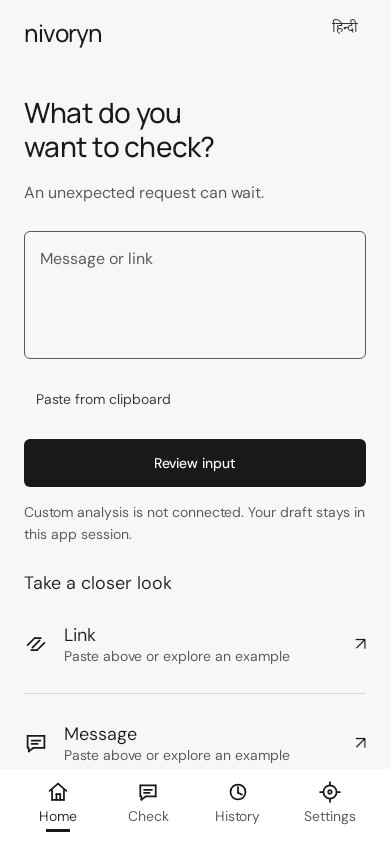 nivoryn
हिन्दी
What do you
want to check?
An unexpected request can wait.
Message or link
Paste from clipboard
Review input
Custom analysis is not connected. Your draft stays in
this app session.
Take a closer look
Link
Paste above or explore an example
Message
Paste above or explore an example
Home
Check
History
Settings